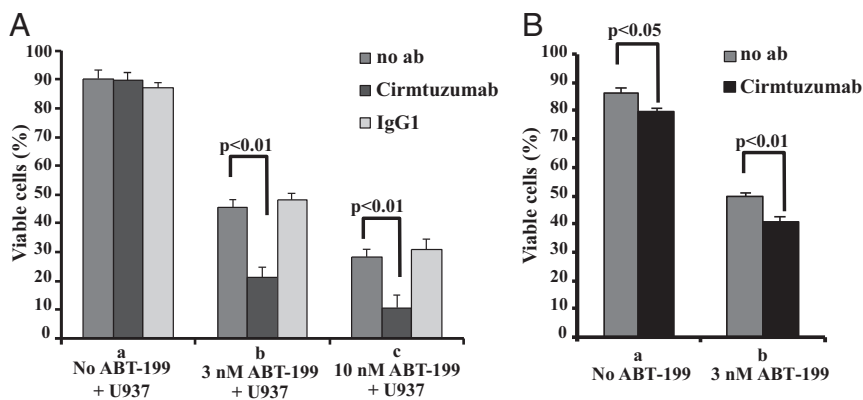 A
100
90
80
70
60
50
40
30
20
10
0
Viable cells (%)
no ab
Cirmtuzumab
IgG1
p<0.01
p<0.01
a
No ABT-199
+ U937
b
3 nM ABT-199
+ U937
c
10 nM ABT-199
+ U937
B
100
90
80
70
60
50
40
30
20
10
0
Viable cells (%)
p<0.05
no ab
Cirmtuzumab
p<0.01
a
No ABT-199
b
3 nM ABT-199